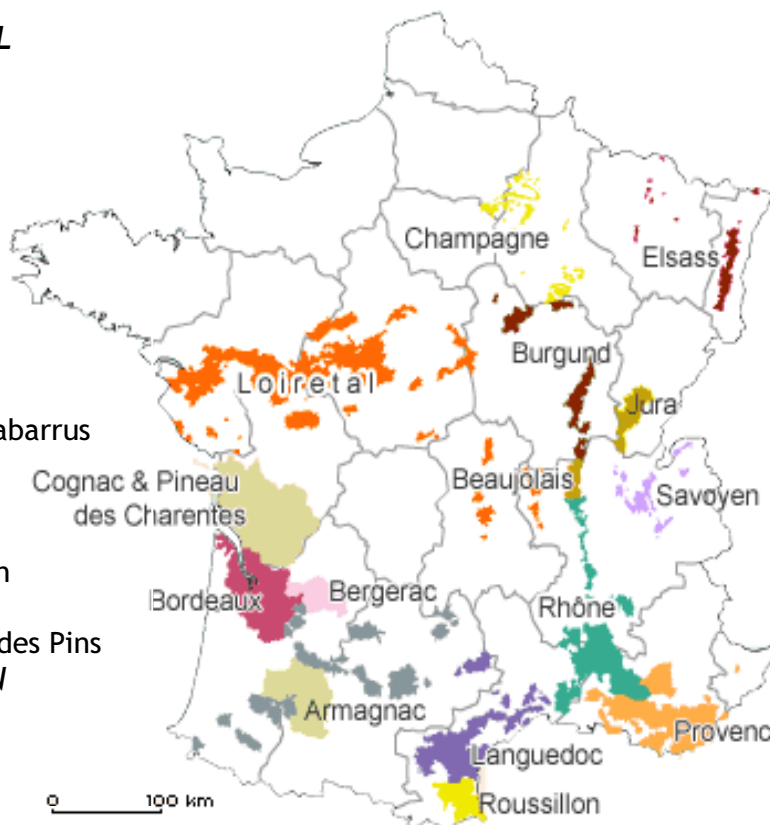 L
abarrus
n
des Pins
Champagne
Elsass
Burgund
Loiretal
Jura
Cognac & Pineau
des Charentes
Beaujolais
Savoyen
Bordeaux
Bergerac
Rhône
Armagnac
Provenc
Languedoc
Roussillon
0 100 km